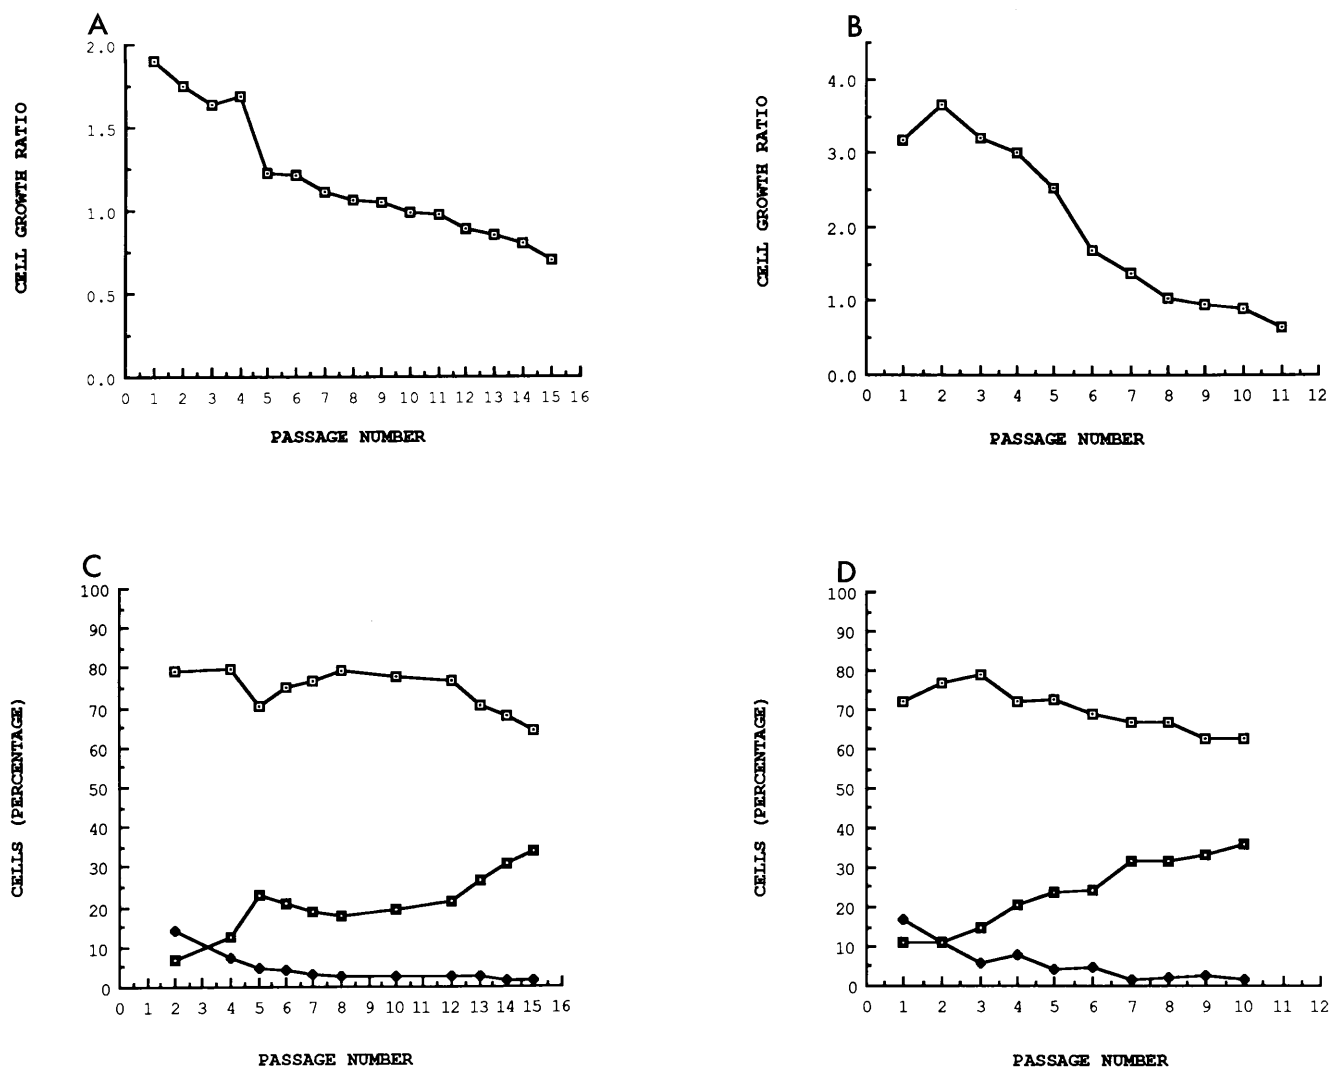 A
CELL GROWTH RATIO
2.0
1.5
1.0
0.5
0.0
0 1 2 3 4 5 6 7 8 9 10 11 12 13 14 15 16
PASSAGE NUMBER
B
CELL GROWTH RATIO
4.0
3.0
2.0
1.0
0.0
0 1 2 3 4 5 6 7 8 9 10 11 12
PASSAGE NUMBER
C
CELLS (PERCENTAGE)
100
90
80
70
60
50
40
30
20
10
0
0 1 2 3 4 5 6 7 8 9 10 11 12 13 14 15 16
PASSAGE NUMBER
D
CELLS (PERCENTAGE)
100
90
80
70
60
50
40
30
20
10
0
0 1 2 3 4 5 6 7 8 9 10 11 12
PASSAGE NUMBER